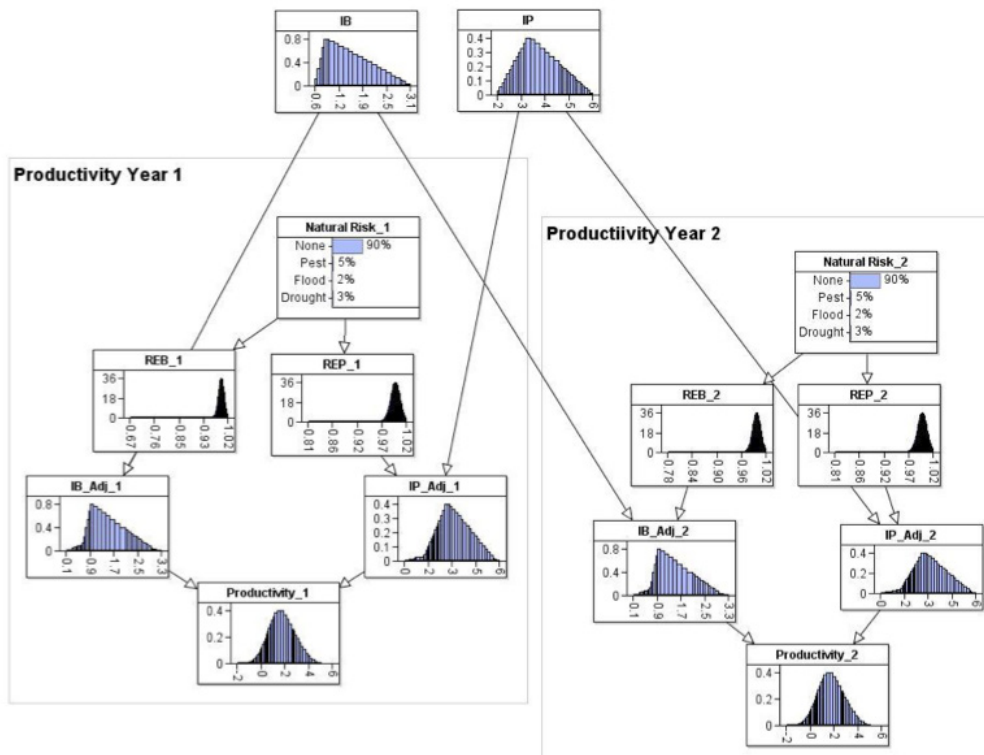 IB
0.8
0.4
0
0.6 1.2 1.9 2.5 3.1
IP
0.4
0.3
0.2
0.1
0
2 3 4 5 6
Productivity Year 1
Natural Risk_1
None 90%
Pest 5%
Flood 2%
Drought 3%
REB_1
36
18
0
0.67 0.76 0.85 0.93 1.02
REP_1
36
18
0
0.81 0.86 0.92 0.97 1.02
IB_Adj_1
0.8
0.4
0
0.1 0.9 1.7 2.5 3.3
IP_Adj_1
0.4
0.3
0.2
0.1
0
0 2 3 5 6
Productivity_1
0.4
0.2
0
-2 0 2 4 6
Productiivity Year 2
Natural Risk_2
None 90%
Pest 5%
Flood 2%
Drought 3%
REB_2
36
18
0
0.78 0.84 0.90 0.96 1.02
REP_2
36
18
0
0.81 0.86 0.92 0.97 1.02
IB_Adj_2
0.8
0.4
0
0.1 0.9 1.7 2.5 3.3
IP_Adj_2
0.4
0.2
0
0 2 3 5 6
Productivity_2
0.4
0.2
0
-2 0 2 4 6